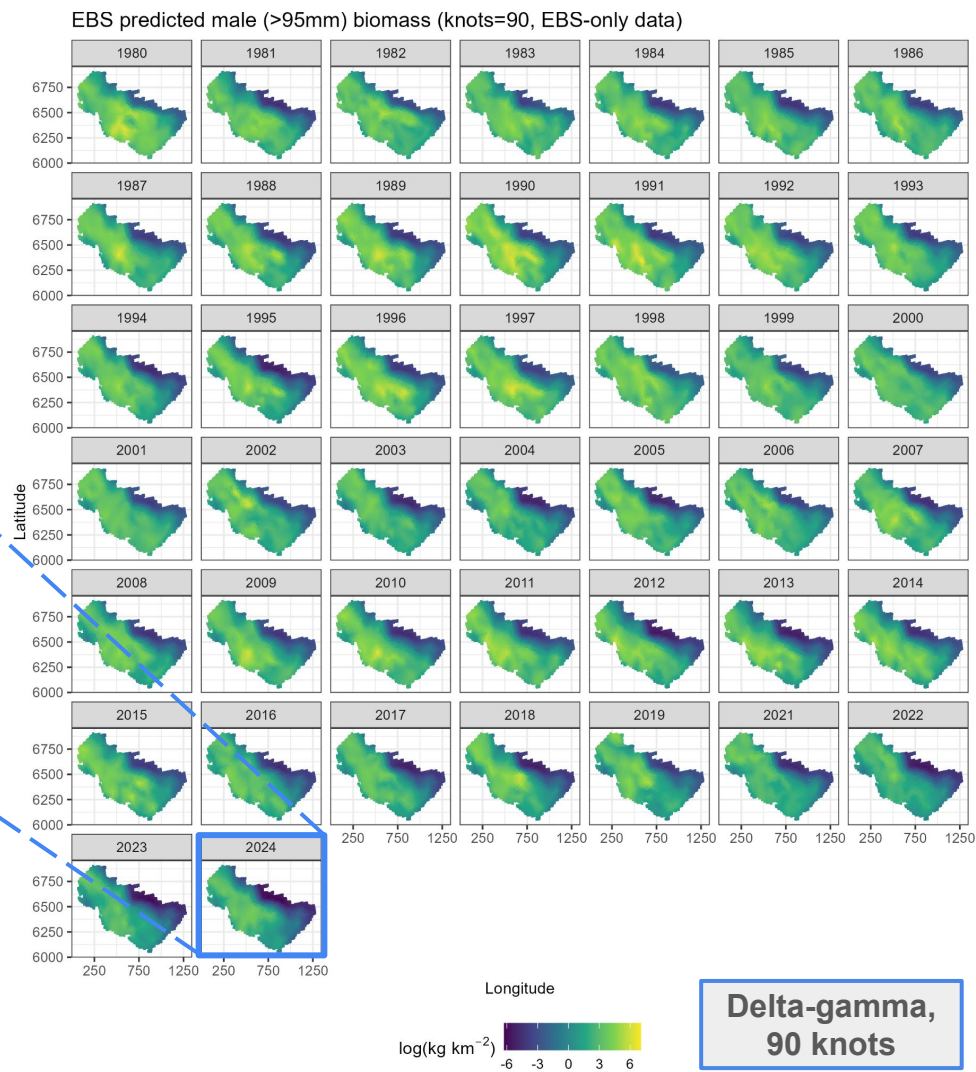 EBS predicted male (>95mm) biomass (knots=90, EBS-only data)
1980 1981 1982 1983 1984 1985 1986
6750
6500
6250
6000
1987 1988 1989 1990 1991 1992 1993
6750
6500
6250
6000
1994 1995 1996 1997 1998 1999 2000
6750
6500
6250
6000
2001 2002 2003 2004 2005 2006 2007
Latitude
6750
6500
6250
6000
2008 2009 2010 2011 2012 2013 2014
6750
6500
6250
6000
2015 2016 2017 2018 2019 2021 2022
6750
6500
6250
6000
250 750 1250 250 750 1250 250 750 1250 250 750 1250 250 750 1250
2023 2024
6750
6500
6250
6000
250 750 1250 250 750 1250
Longitude
log(kg km⁻²)
-6 -3 0 3 6
Delta-gamma,
90 knots